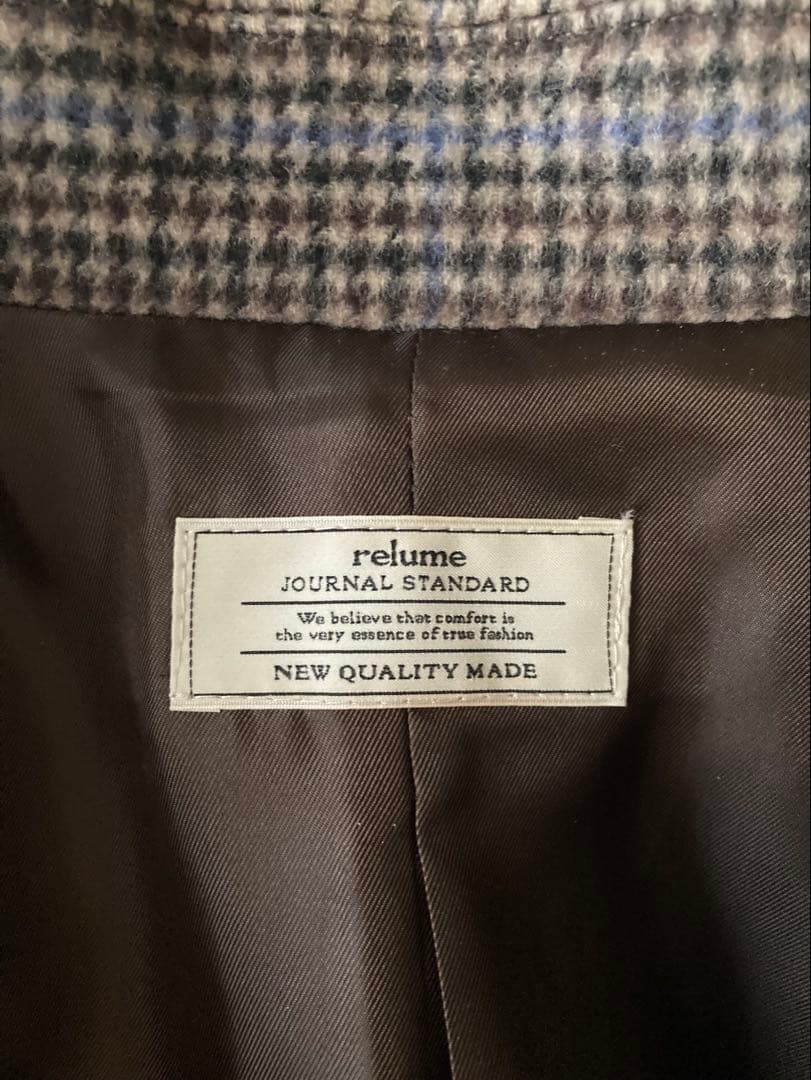 relume
JOURNAL STANDARD
We believe that comfort is
the very essence of true fashion
NEW QUALITY MADE